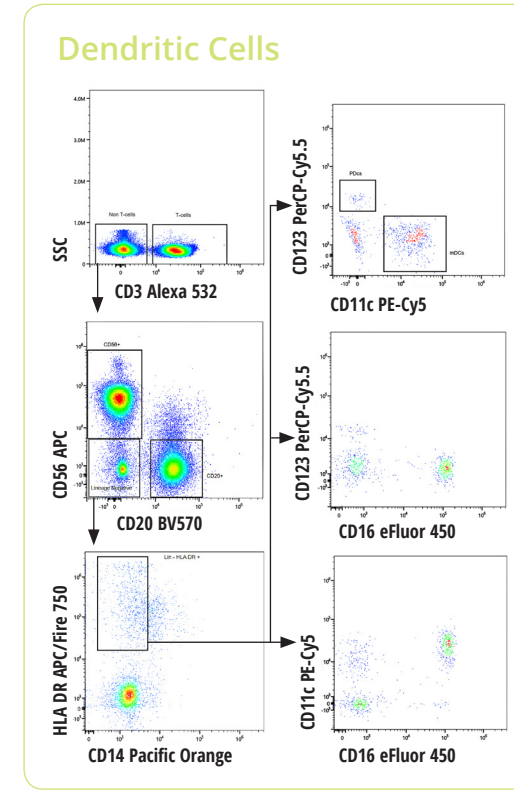 Dendritic Cells
4.0M
3.0M
2.0M
1.0M
0
Non T-cells
T-cells
SSC
CD3 Alexa 532
CD56+
CD20+
Lineage Negative
CD56 APC
CD20 BV570
Lin - HLA DR +
HLA DR APC/Fire 750
CD14 Pacific Orange
PDcs
mDCs
CD123 PerCP-Cy5.5
CD11c PE-Cy5
CD123 PerCP-Cy5.5
CD16 eFluor 450
CD11c PE-Cy5
CD16 eFluor 450